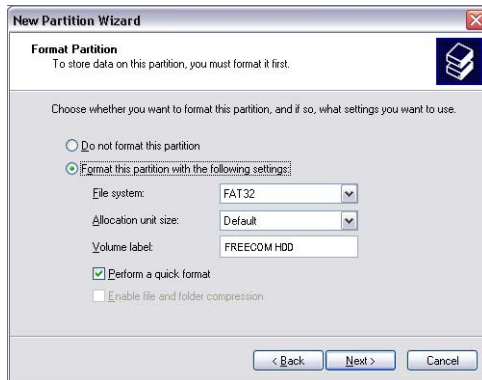 New Partition Wizard
Format Partition
To store data on this partition, you must format it first.
Choose whether you want to format this partition, and if so, what settings you want to use.
Do not format this partition
Format this partition with the following settings:
File system: FAT32
Allocation unit size: Default
Volume label: FREECOM HDD
Perform a quick format
Enable file and folder compression
< Back Next > Cancel